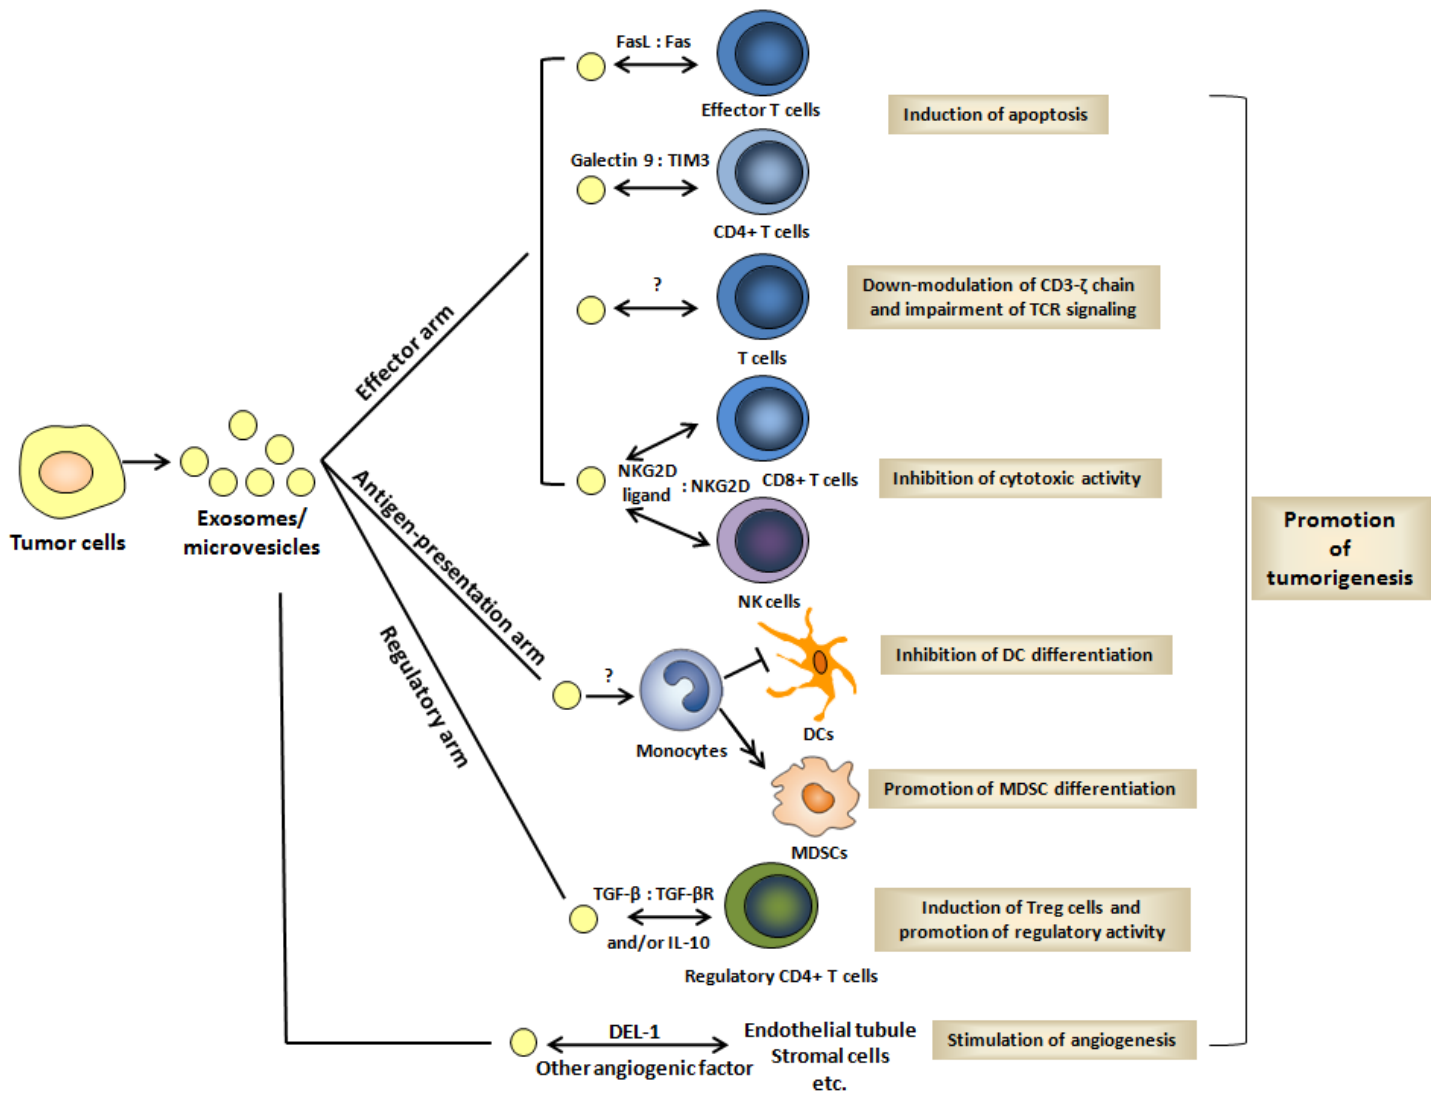 FasL : Fas
Effector T cells
Induction of apoptosis
Galectin 9 : TIM3
CD4+ T cells
?
T cells
Down-modulation of CD3-ζ chain
and impairment of TCR signaling
Effector arm
NKG2D
ligand
: NKG2D
CD8+ T cells
NK cells
Inhibition of cytotoxic activity
Tumor cells
Exosomes/
microvesicles
Antigen-presentation arm
?
Monocytes
DCs
Inhibition of DC differentiation
MDSCs
Promotion of MDSC differentiation
Regulatory arm
TGF-β : TGF-βR
and/or IL-10
Regulatory CD4+ T cells
Induction of Treg cells and
promotion of regulatory activity
DEL-1
Other angiogenic factor
Endothelial tubule
Stromal cells
etc.
Stimulation of angiogenesis
Promotion
of
tumorigenesis